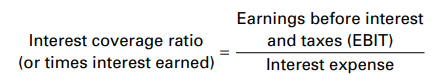 Interest coverage ratio
(or times interest earned)
=
Earnings before interest
and taxes (EBIT)
Interest expense